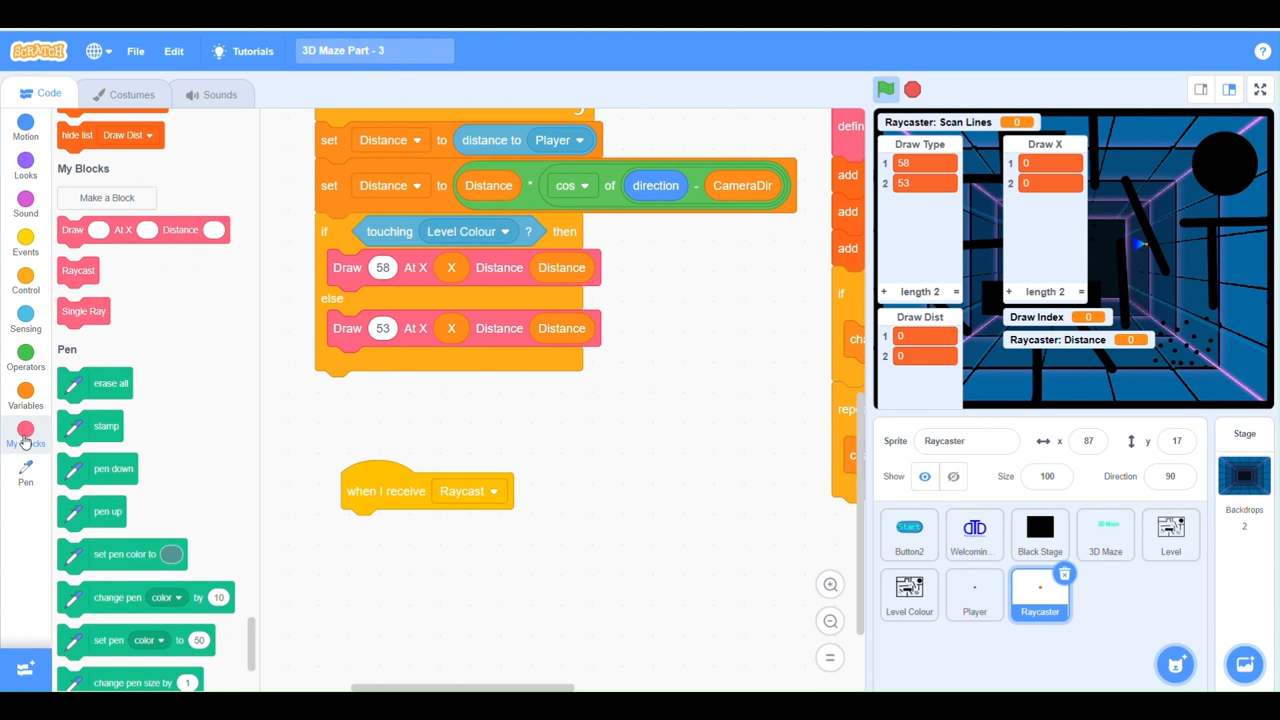 SCRATCH
File
Edit
Tutorials
3D Maze Part - 3
?
Code
Costumes
Sounds
Motion
Looks
Sound
Events
Control
Sensing
Operators
Variables
Pen
hide list Draw Dist
My Blocks
Make a Block
Draw At X Distance
Raycast
Single Ray
Pen
erase all
stamp
pen down
pen up
set pen color to
change pen color by 10
set pen color to 50
change pen size by 1
set Distance to distance to Player
set Distance to Distance * cos of direction - CameraDir
if touching Level Colour ? then
Draw 58 At X X Distance Distance
else
Draw 53 At X X Distance Distance
when I receive Raycast
add
add
add
if
Raycaster: Scan Lines 0
Draw Type
1 58
2 53
+ length 2 =
Draw X
1 0
2 0
+ length 2 =
Draw Dist
1 0
2 0
Draw Index 0
Raycaster: Distance 0
Sprite Raycaster x 87 y 17
Show Size 100 Direction 90
Start
Button2
Welcomin...
Black Stage
3D Maze
3D Maze
Level
Level Colour
Player
Raycaster
Stage
Backdrops
2